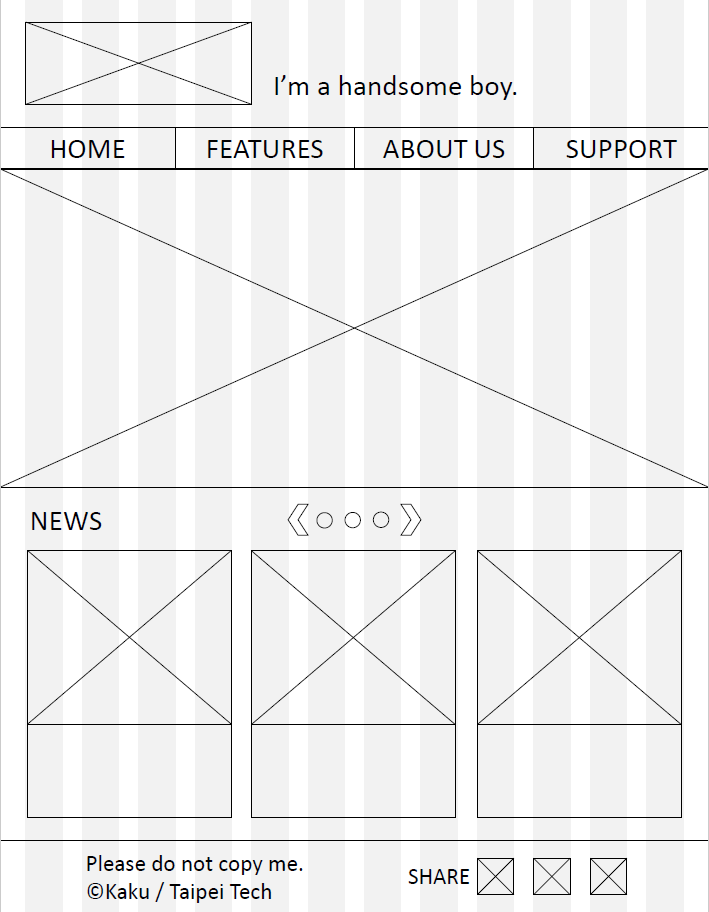 I’m a handsome boy.
HOME FEATURES ABOUT US SUPPORT
NEWS
Please do not copy me.
©Kaku / Taipei Tech
SHARE